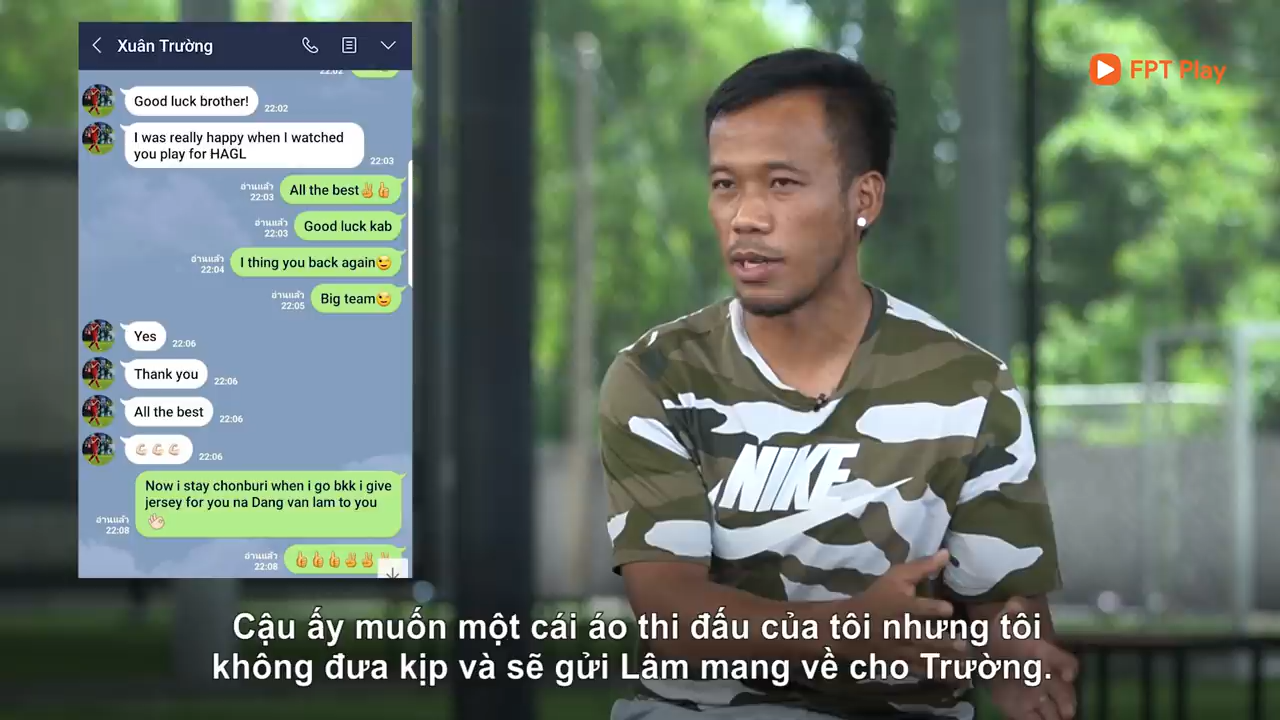 Xuân Trường
22:02
Good luck brother!
22:02
I was really happy when I watched
you play for HAGL
22:03
อ่านแล้ว
22:03
All the best✌👍
อ่านแล้ว
22:03
Good luck kab
อ่านแล้ว
22:04
I thing you back again😉
อ่านแล้ว
22:05
Big team😉
Yes
22:06
Thank you
22:06
All the best
22:06
💪💪💪
22:06
Now i stay chonburi when i go bkk i give
jersey for you na Dang van lam to you
👌
อ่านแล้ว
22:08
อ่านแล้ว
22:08
👍👍👍✌✌✌
FPT Play
NIKE
Cậu ấy muốn một cái áo thi đấu của tôi nhưng tôi
không đưa kịp và sẽ gửi Lâm mang về cho Trường.